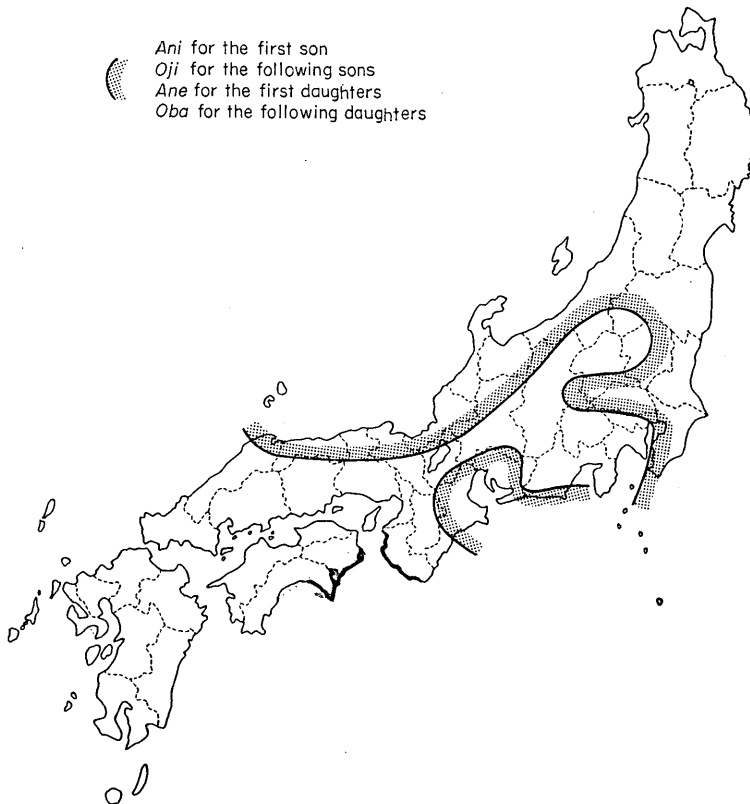 Ani for the first son
Oji for the following sons
Ane for the first daughters
Oba for the following daughters